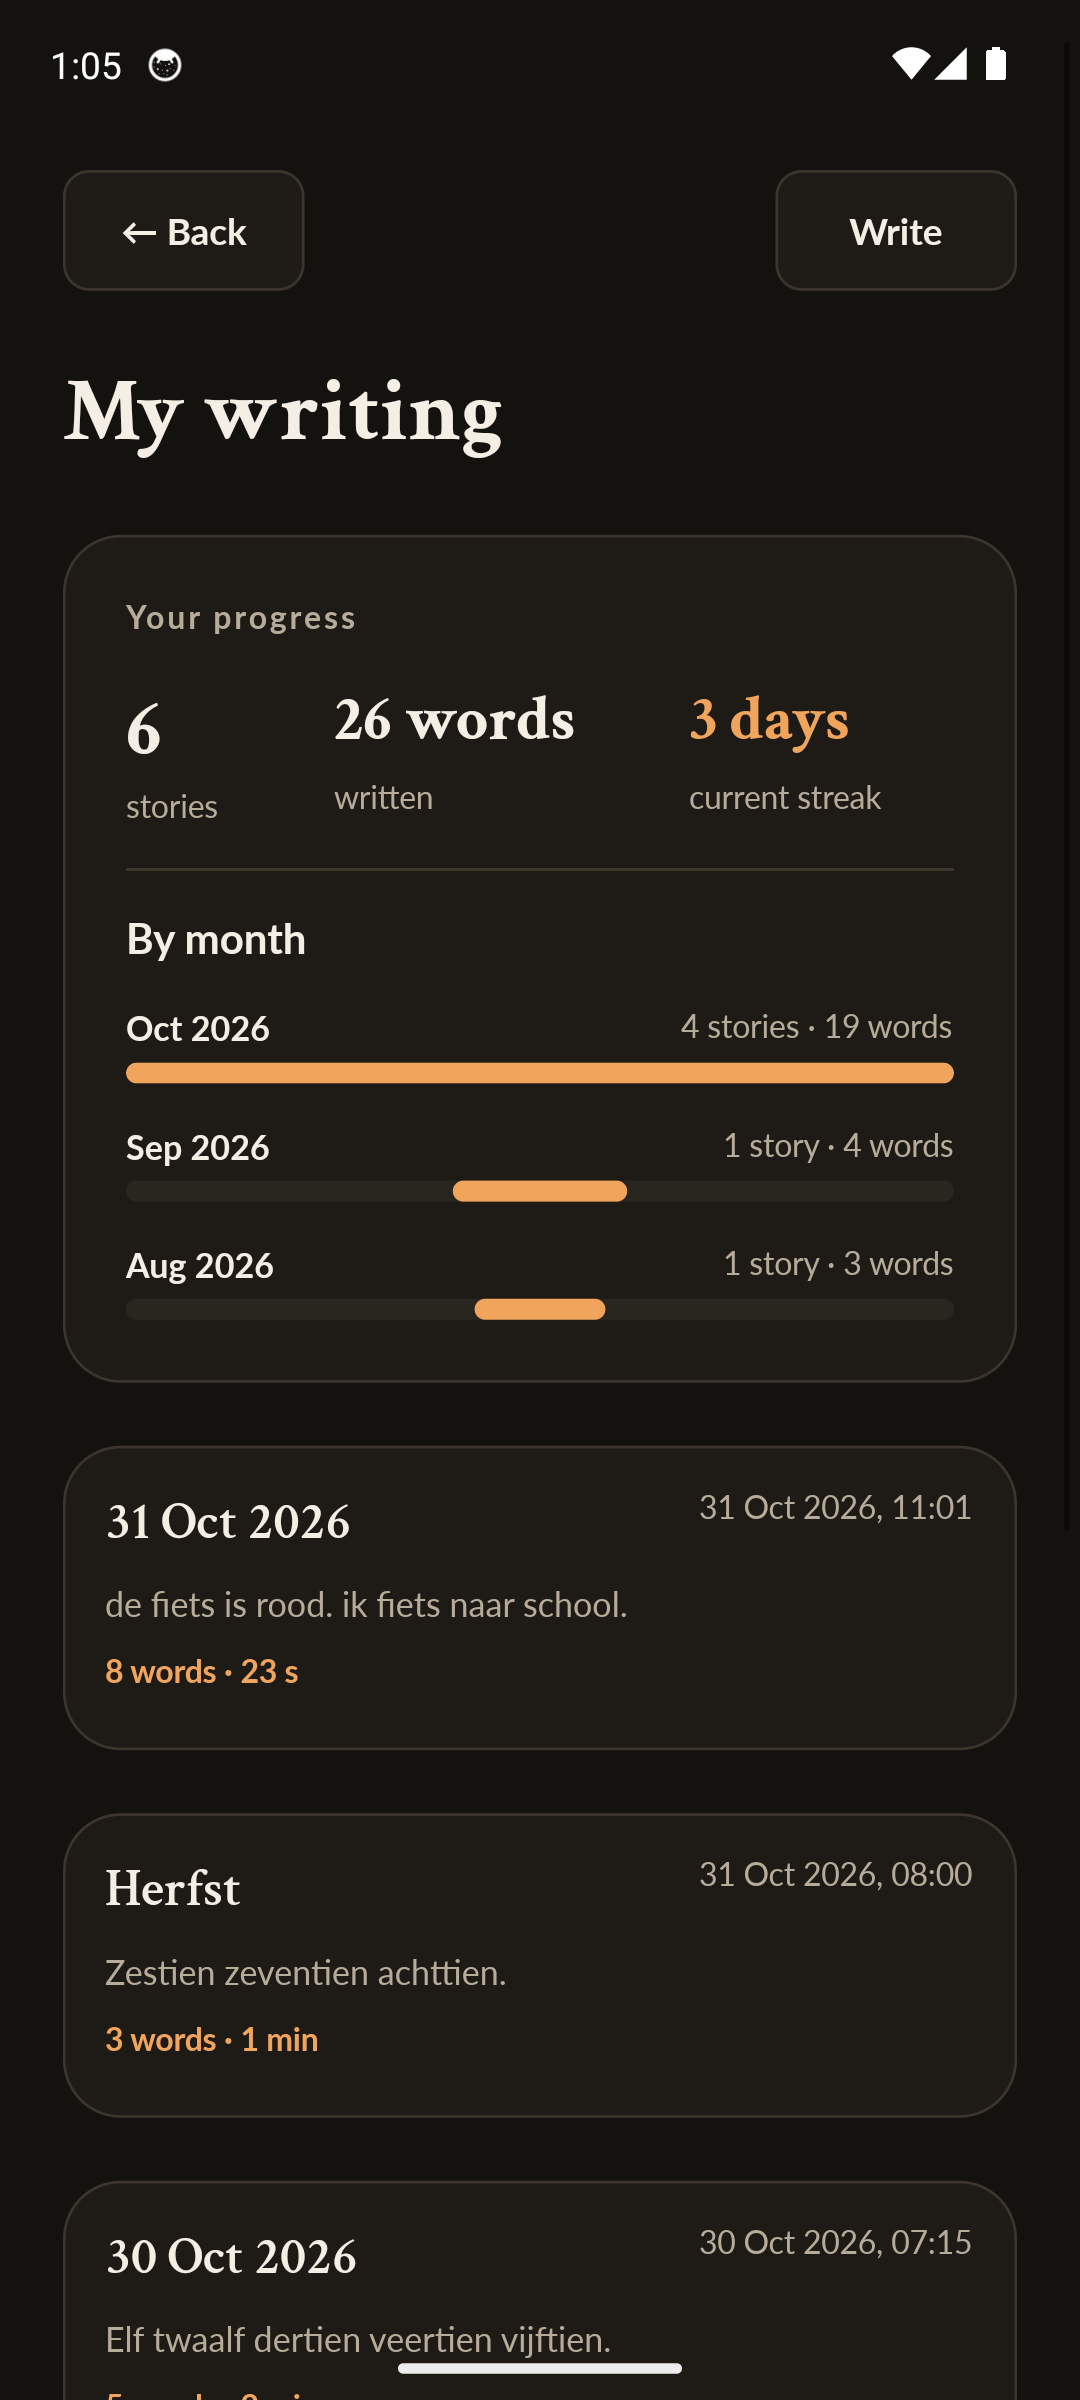 1:05
← Back
Write
My writing
Your progress
6
stories
26 words
written
3 days
current streak
By month
Oct 2026
4 stories · 19 words
Sep 2026
1 story · 4 words
Aug 2026
1 story · 3 words
31 Oct 2026
31 Oct 2026, 11:01
de fiets is rood. ik fiets naar school.
8 words · 23 s
Herfst
31 Oct 2026, 08:00
Zestien zeventien achttien.
3 words · 1 min
30 Oct 2026
30 Oct 2026, 07:15
Elf twaalf dertien veertien vijftien.